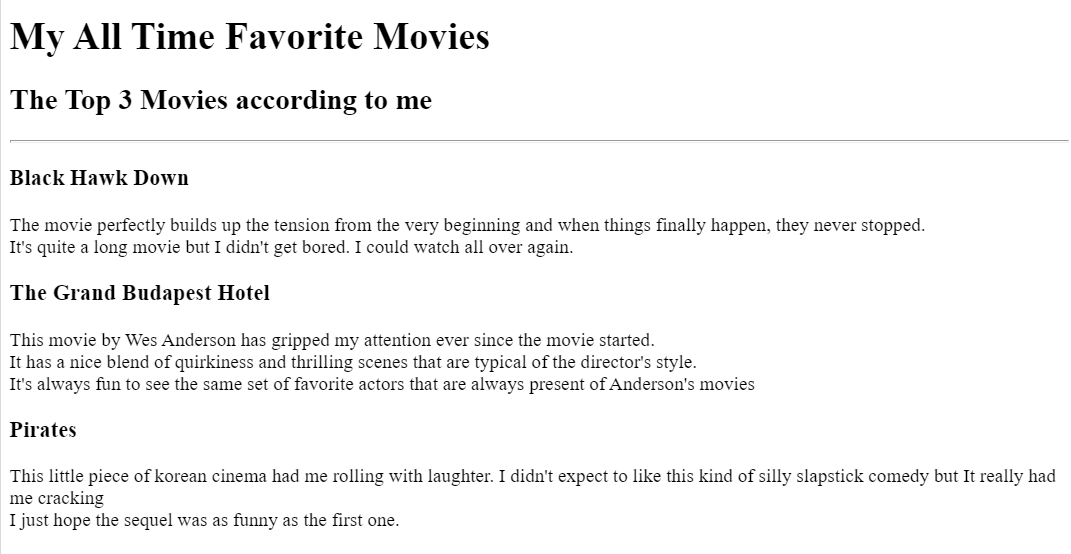 My All Time Favorite Movies
The Top 3 Movies according to me
Black Hawk Down
The movie perfectly builds up the tension from the very beginning and when things finally happen, they never stopped.
It's quite a long movie but I didn't get bored. I could watch all over again.
The Grand Budapest Hotel
This movie by Wes Anderson has gripped my attention ever since the movie started.
It has a nice blend of quirkiness and thrilling scenes that are typical of the director's style.
It's always fun to see the same set of favorite actors that are always present of Anderson's movies
Pirates
This little piece of korean cinema had me rolling with laughter. I didn't expect to like this kind of silly slapstick comedy but It really had
me cracking
I just hope the sequel was as funny as the first one.